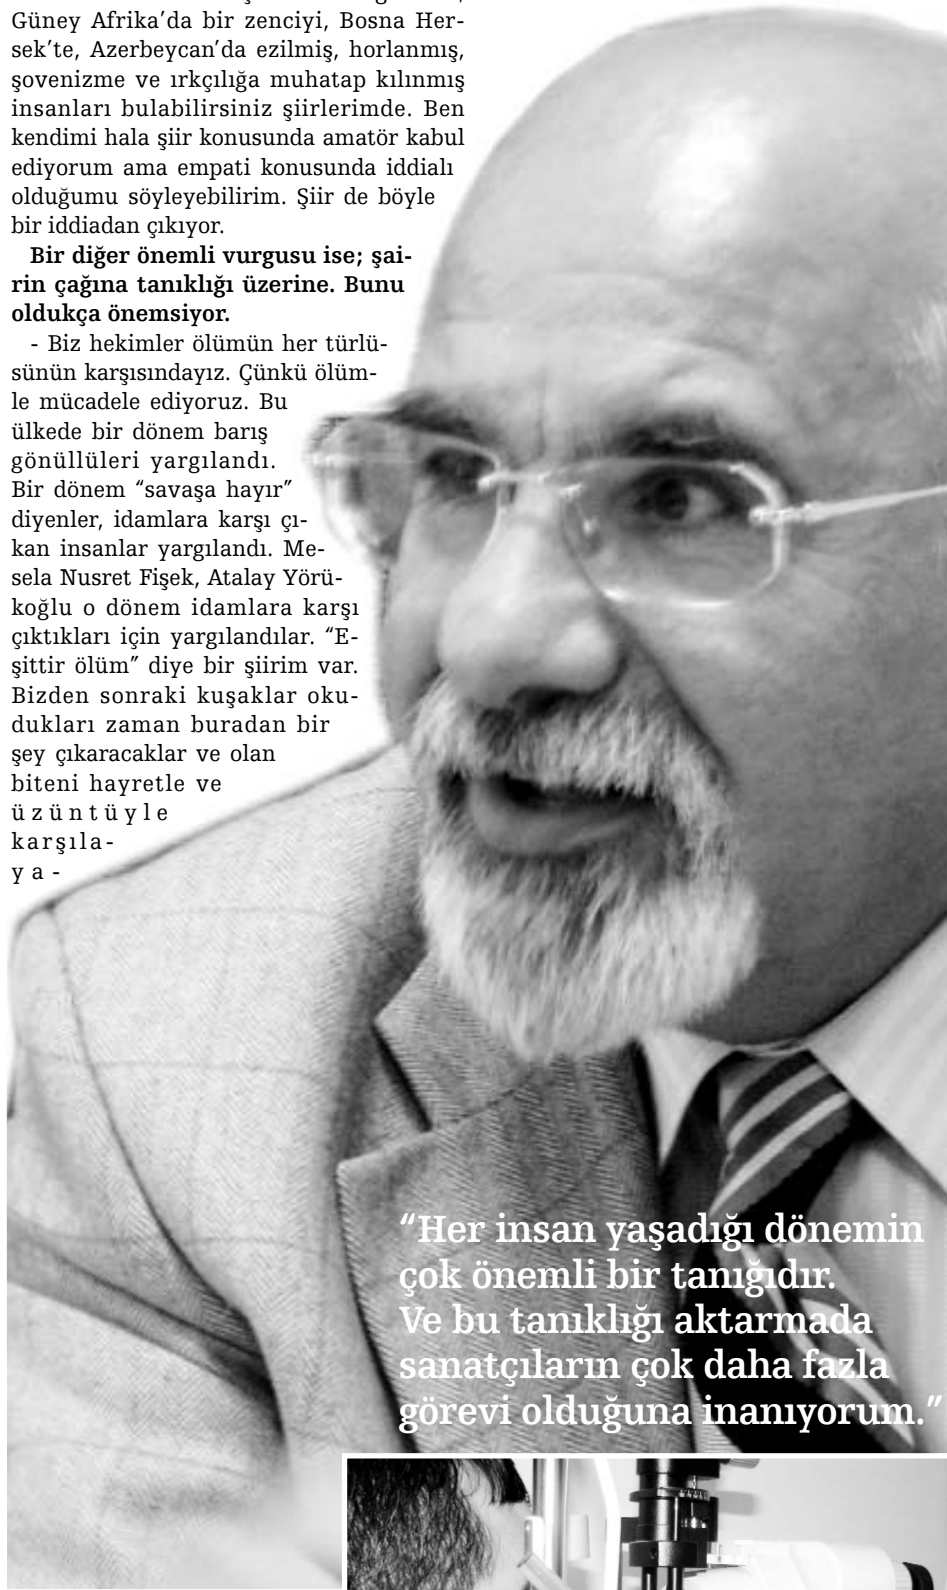 Güney Afrika’da bir zenciyi, Bosna Her-
sek’te, Azerbeycan’da ezilmiş, horlanmış,
şovenizme ve ırkçılığa muhatap kılınmış
insanları bulabilirsiniz şiirlerimde. Ben
kendimi hala şiir konusunda amatör kabul
ediyorum ama empati konusunda iddialı
olduğumu söyleyebilirim. Şiir de böyle
bir iddiadan çıkıyor.
Bir diğer önemli vurgusu ise; şai-
rin çağına tanıklığı üzerine. Bunu
oldukça önemsiyor.
- Biz hekimler ölümün her türlü-
sünün karşısındayız. Çünkü ölüm-
le mücadele ediyoruz. Bu
ülkede bir dönem barış
gönüllüleri yargılandı.
Bir dönem “savaşa hayır”
diyenler, idamlara karşı çı-
kan insanlar yargılandı. Me-
sela Nusret Fişek, Atalay Yörü-
koğlu o dönem idamlara karşı
çıktıkları için yargılandılar. “E-
şittir ölüm” diye bir şiirim var.
Bizden sonraki kuşaklar oku-
dukları zaman buradan bir
şey çıkaracaklar ve olan
biteni hayretle ve
üzüntüyle
karşıla-
ya-
“Her insan yaşadığı dönemin
çok önemli bir tanığıdır.
Ve bu tanıklığı aktarmada
sanatçıların çok daha fazla
görevi olduğuna inanıyorum.”